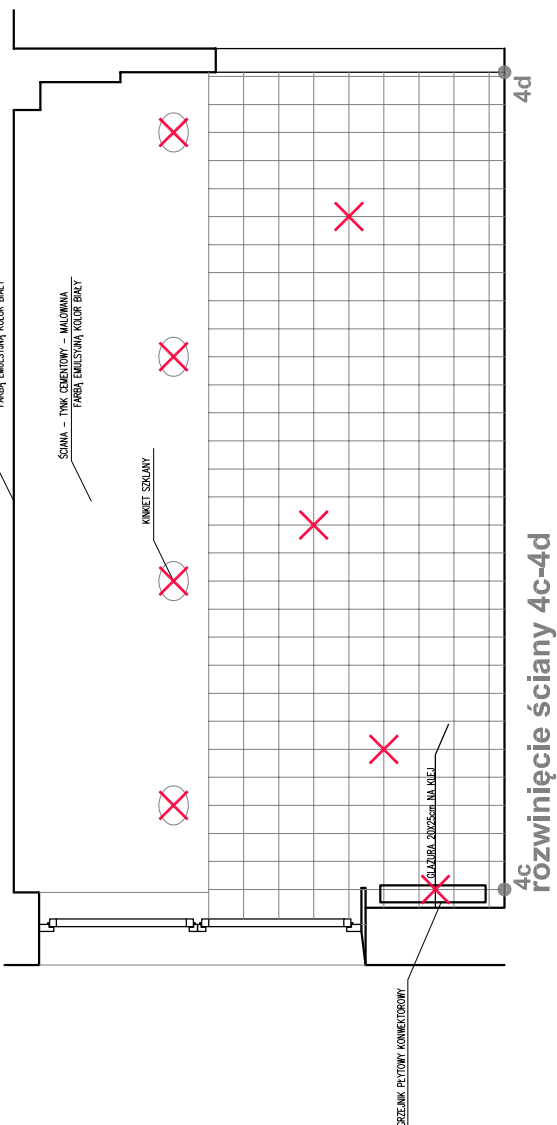 FARBĄ EMULSYJNĄ KOLOR BIAŁY
ŚCIANA – TYNK CEMENTOWY – MALOWANA
FARBĄ EMULSYJNĄ KOLOR BIAŁY
KINKIET SZKLANY
GLAZURA 20X25cm NA KLEJ
GRZEJNIK PŁYTOWY KONWEKTOROWY
4c
4d
rozwinięcie ściany 4c-4d